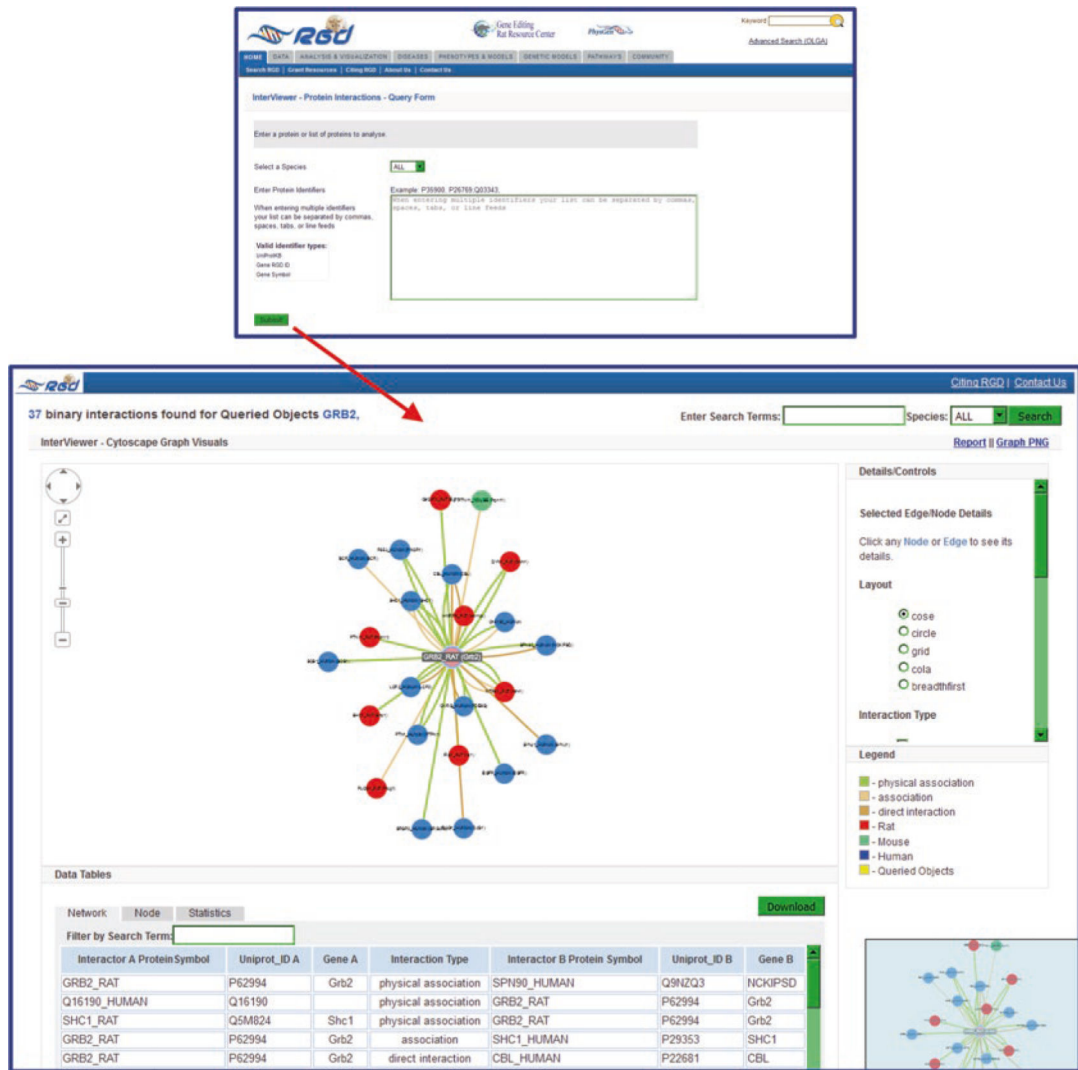 RGD
Gene Editing
Rat Resource Center
PhysGen
Keyword
Advanced Search (OLGA)
HOME DATA ANALYSIS & VISUALIZATION DISEASES PHENOTYPES & MODELS GENETIC MODELS PATHWAYS COMMUNITY
Search RGD | Grant Resources | Citing RGD | About Us | Contact Us
InterViewer - Protein Interactions - Query Form
Enter a protein or list of proteins to analyse.
Select a Species ALL
Enter Protein Identifiers Example: P35900, P26769,Q03343,
When entering multiple identifiers your list can be separated by commas,
spaces, tabs, or line feeds
When entering multiple identifiers
your list can be separated by commas,
spaces, tabs, or line feeds
Valid identifier types:
UniProtKB
Gene RGD ID
Gene Symbol
Submit
RGD
Citing RGD | Contact Us
37 binary interactions found for Queried Objects GRB2,
Enter Search Terms: Species: ALL Search
InterViewer - Cytoscape Graph Visuals
Report || Graph PNG
GRB2_RAT (Grb2)
Details/Controls
Selected Edge/Node Details
Click any Node or Edge to see its
details.
Layout
cose
circle
grid
cola
breadthfirst
Interaction Type
Legend
- physical association
- association
- direct interaction
- Rat
- Mouse
- Human
- Queried Objects
Data Tables
Network Node Statistics
Download
Filter by Search Term:
Interactor A ProteinSymbol Uniprot_ID A Gene A Interaction Type Interactor B Protein Symbol Uniprot_ID B Gene B
GRB2_RAT P62994 Grb2 physical association SPN90_HUMAN Q9NZQ3 NCKIPSD
Q16190_HUMAN Q16190 physical association GRB2_RAT P62994 Grb2
SHC1_RAT Q5M824 Shc1 physical association GRB2_RAT P62994 Grb2
GRB2_RAT P62994 Grb2 association SHC1_HUMAN P29353 SHC1
GRB2_RAT P62994 Grb2 direct interaction CBL_HUMAN P22681 CBL